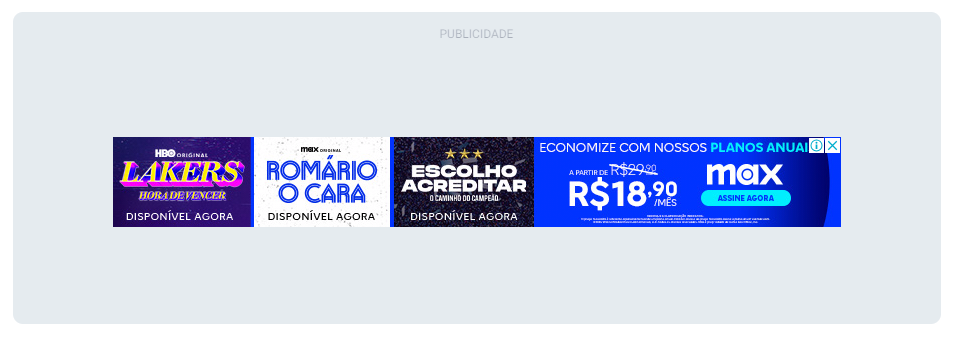 PUBLICIDADE
HBO ORIGINAL
LAKERS
HORA DE VENCER
DISPONÍVEL AGORA
max ORIGINAL
ROMÁRIO
O CARA
DISPONÍVEL AGORA
ESCOLHO
ACREDITAR
O CAMINHO DO CAMPEÃO
DISPONÍVEL AGORA
ECONOMIZE COM NOSSOS PLANOS ANUAI
A PARTIR DE R$29,90
R$18,90
/MÊS
max
ASSINE AGORA